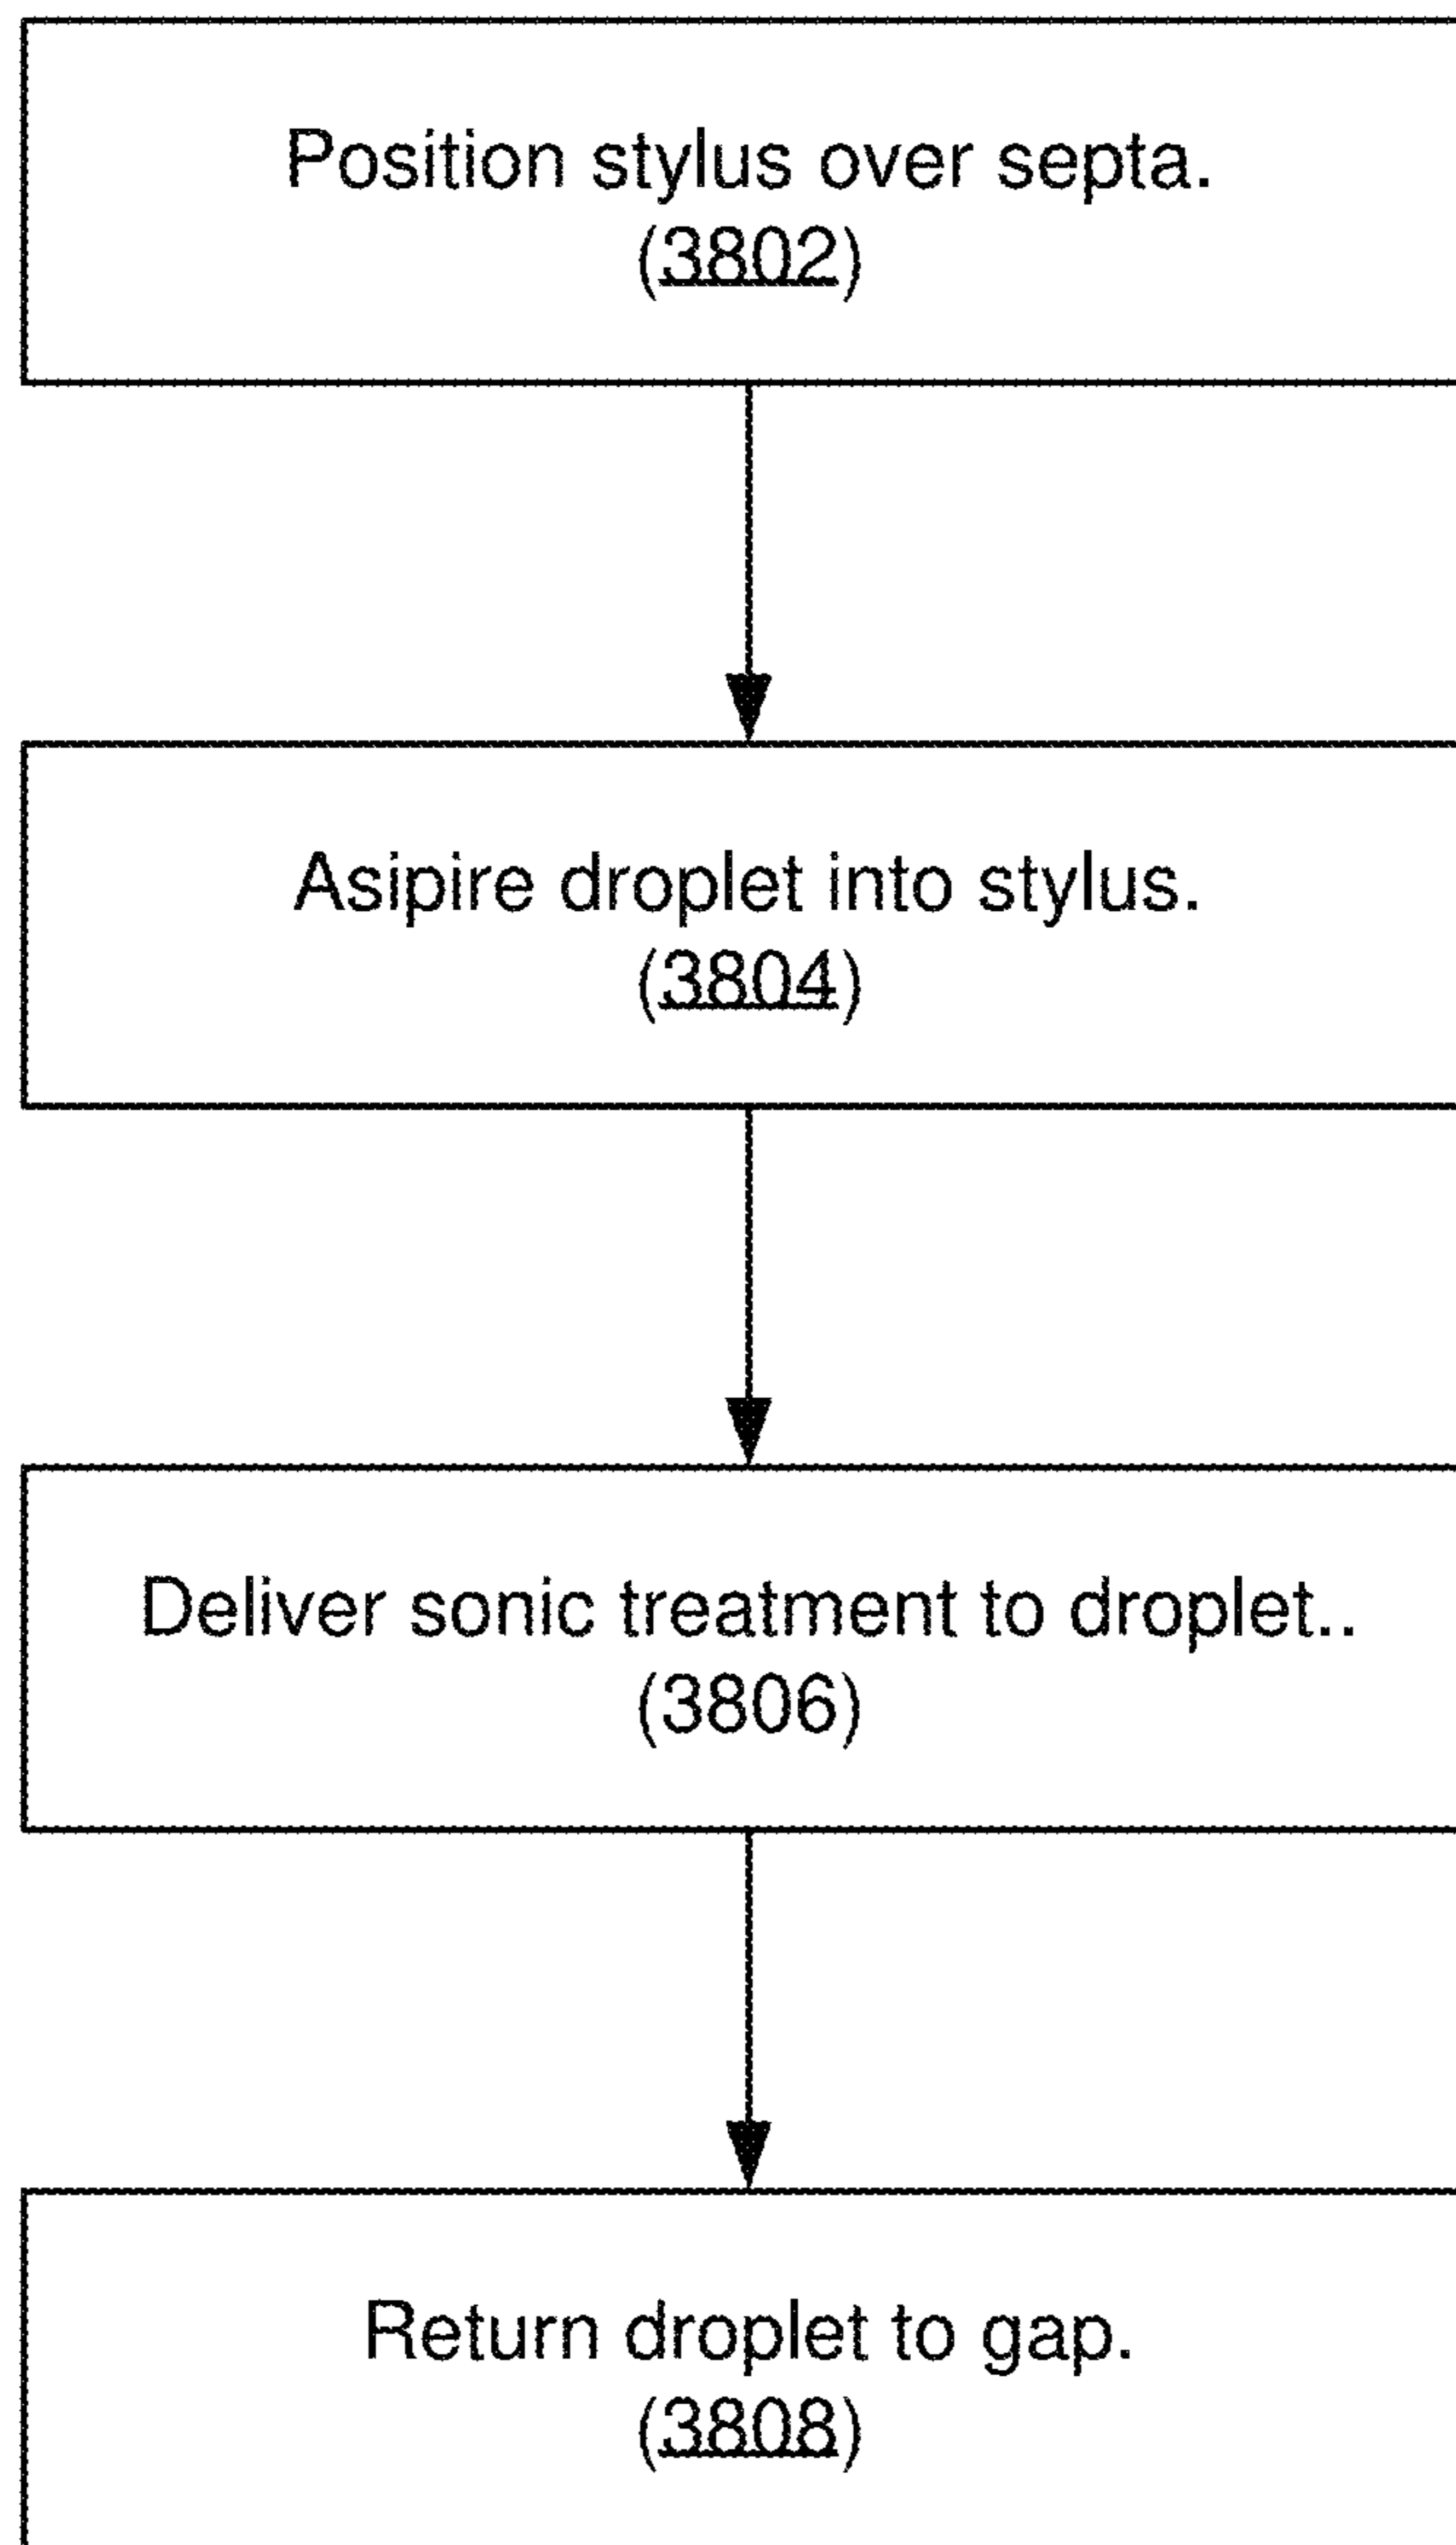 Position stylus over septa.
(3802)
Asipire droplet into stylus.
(3804)
Deliver sonic treatment to droplet..
(3806)
Return droplet to gap.
(3808)